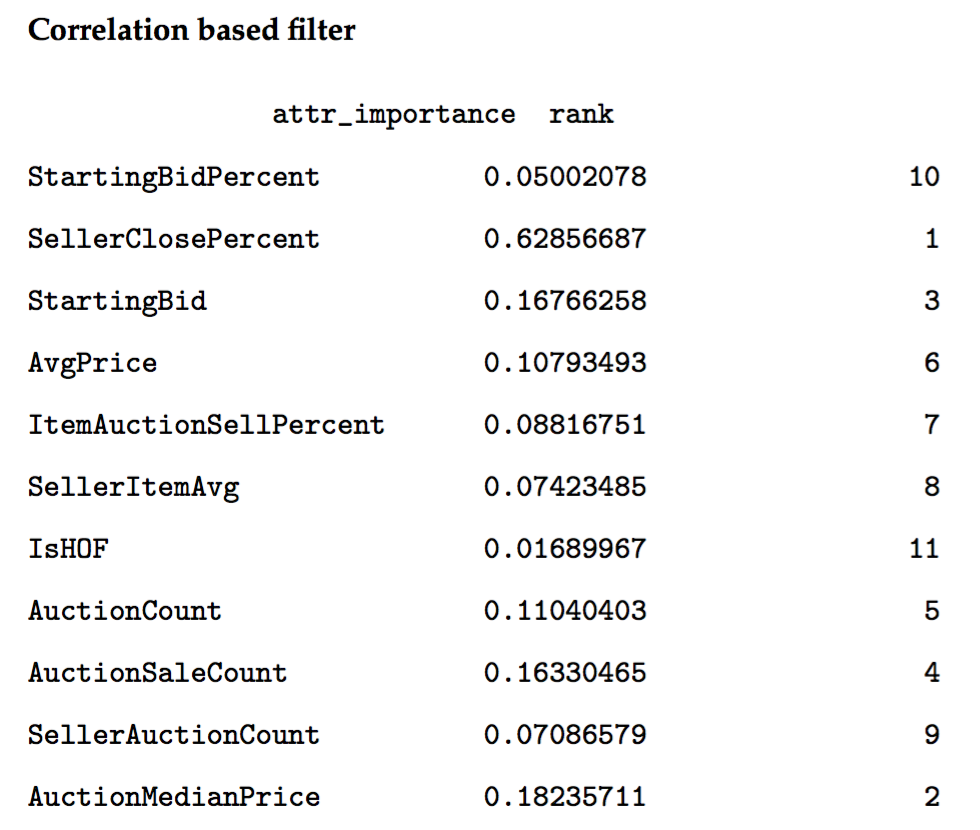 Correlation based filter
attr_importance rank
StartingBidPercent 0.05002078 10
SellerClosePercent 0.62856687 1
StartingBid 0.16766258 3
AvgPrice 0.10793493 6
ItemAuctionSellPercent 0.08816751 7
SellerItemAvg 0.07423485 8
IsHOF 0.01689967 11
AuctionCount 0.11040403 5
AuctionSaleCount 0.16330465 4
SellerAuctionCount 0.07086579 9
AuctionMedianPrice 0.18235711 2